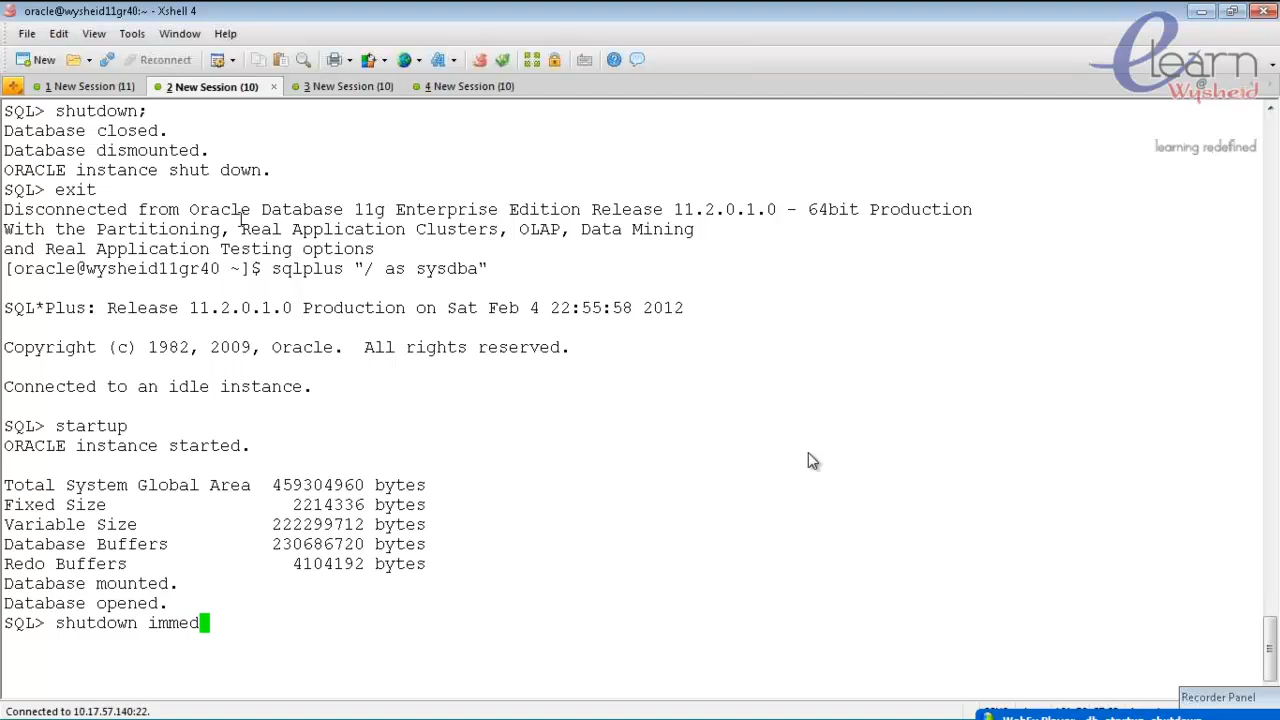 oracle@wysheid11gr40:~ - Xshell 4
File Edit View Tools Window Help
New Reconnect
1 New Session (11) 2 New Session (10) × 3 New Session (10) 4 New Session (10)
elearn
@
Wysheid
learning redefined
SQL> shutdown;
Database closed.
Database dismounted.
ORACLE instance shut down.
SQL> exit
Disconnected from Oracle Database 11g Enterprise Edition Release 11.2.0.1.0 - 64bit Production
With the Partitioning, Real Application Clusters, OLAP, Data Mining
and Real Application Testing options
[oracle@wysheid11gr40 ~]$ sqlplus "/ as sysdba"
SQL*Plus: Release 11.2.0.1.0 Production on Sat Feb 4 22:55:58 2012
Copyright (c) 1982, 2009, Oracle.  All rights reserved.
Connected to an idle instance.
SQL> startup
ORACLE instance started.
Total System Global Area  459304960 bytes
Fixed Size                  2214336 bytes
Variable Size             222299712 bytes
Database Buffers          230686720 bytes
Redo Buffers                4104192 bytes
Database mounted.
Database opened.
SQL> shutdown immed
Recorder Panel
Connected to 10.17.57.140:22.